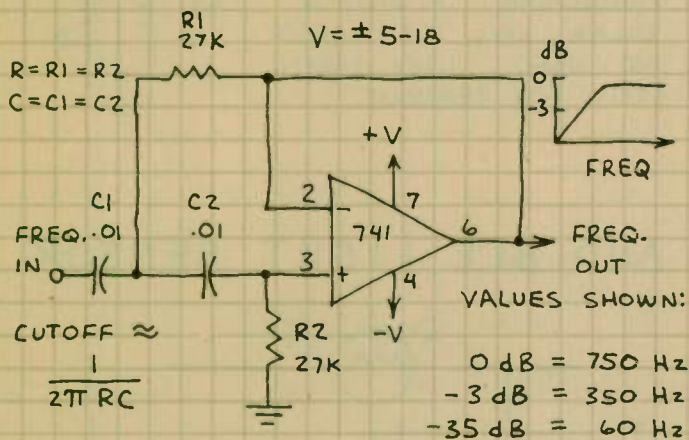 R1
27K
V = ± 5-18
dB
0
-3
FREQ
R=R1=R2
C=C1=C2
+V
C1
.01
C2
.01
2
-
7
741
6
3
+
4
-V
FREQ.
IN
FREQ.
OUT
R2
27K
CUTOFF ≈
1
2π RC
VALUES SHOWN:
0 dB = 750 Hz
-3 dB = 350 Hz
-35 dB = 60 Hz